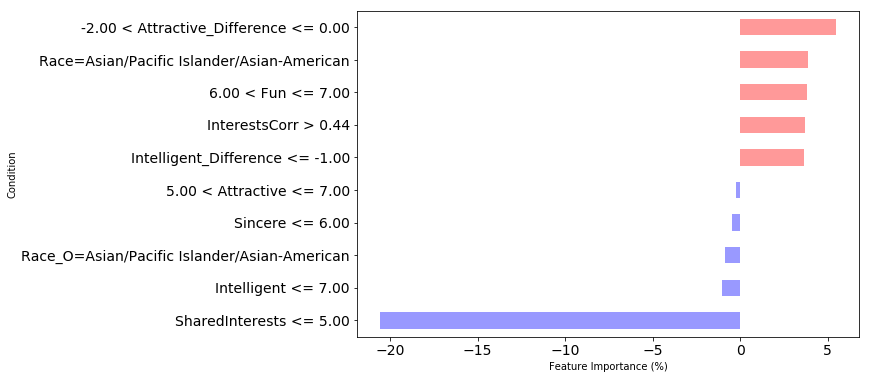 -2.00 < Attractive_Difference <= 0.00
Race=Asian/Pacific Islander/Asian-American
6.00 < Fun <= 7.00
InterestsCorr > 0.44
Intelligent_Difference <= -1.00
5.00 < Attractive <= 7.00
Sincere <= 6.00
Race_O=Asian/Pacific Islander/Asian-American
Intelligent <= 7.00
SharedInterests <= 5.00
Condition
−20 −15 −10 −5 0 5
Feature Importance (%)